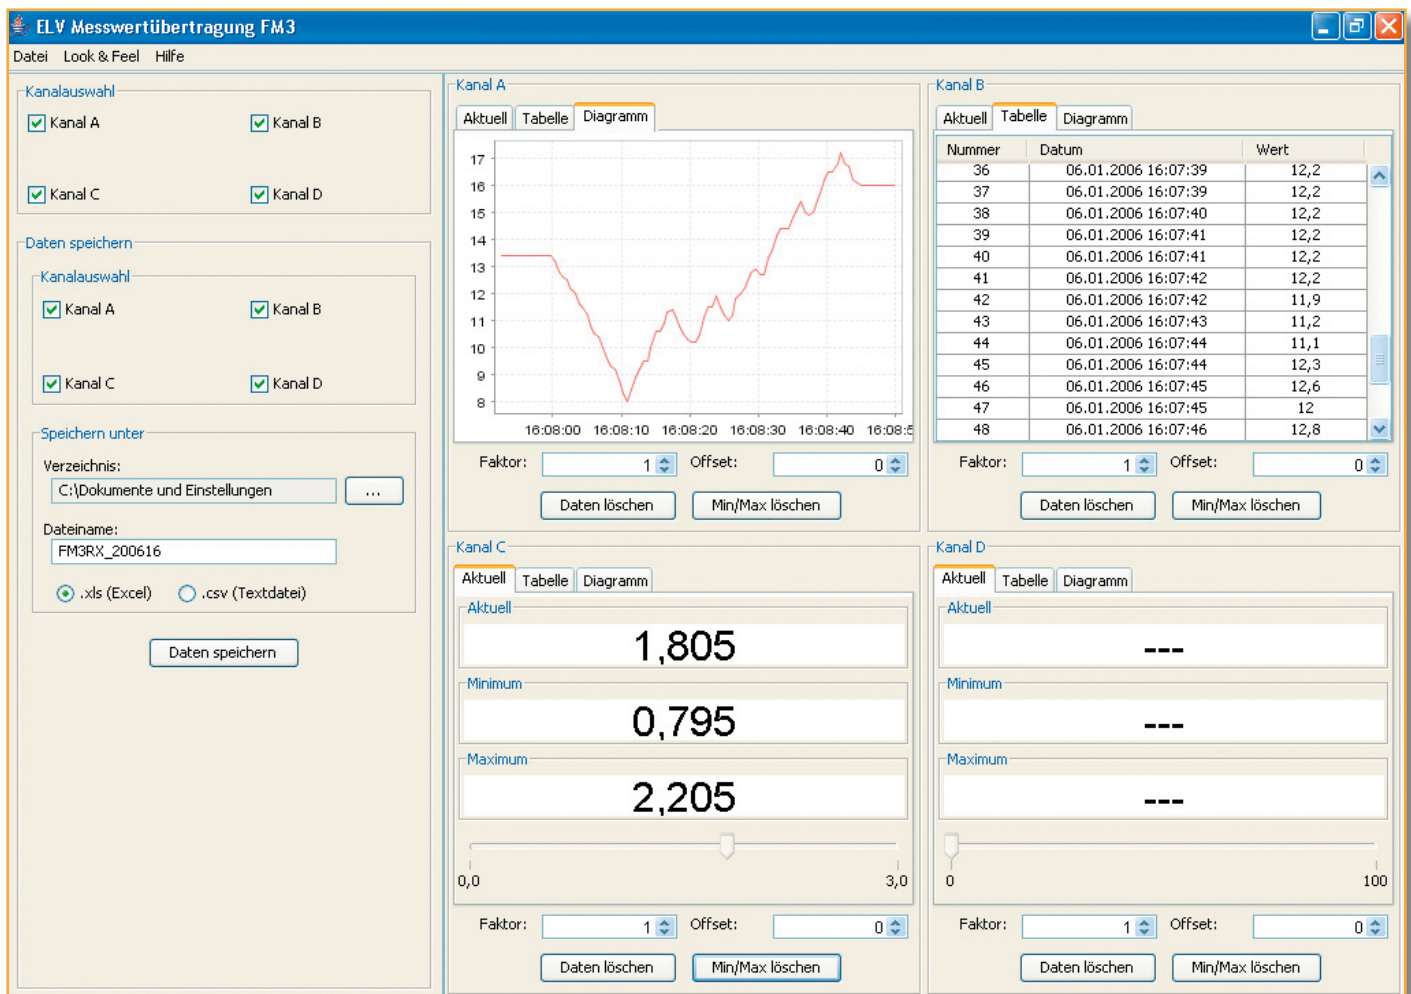 ELV Messwertübertragung FM3
Datei Look & Feel Hilfe
Kanalauswahl
Kanal A Kanal B
Kanal C Kanal D
Daten speichern
Kanalauswahl
Kanal A Kanal B
Kanal C Kanal D
Speichern unter
Verzeichnis:
C:\Dokumente und Einstellungen ...
Dateiname:
FM3RX_200616
.xls (Excel) .csv (Textdatei)
Daten speichern
Kanal A
Aktuell Tabelle Diagramm
17
16
15
14
13
12
11
10
9
8
16:08:00 16:08:10 16:08:20 16:08:30 16:08:40 16:08:5
Faktor: 1 Offset: 0
Daten löschen Min/Max löschen
Kanal B
Aktuell Tabelle Diagramm
Nummer Datum Wert
36 06.01.2006 16:07:39 12,2
37 06.01.2006 16:07:39 12,2
38 06.01.2006 16:07:40 12,2
39 06.01.2006 16:07:41 12,2
40 06.01.2006 16:07:41 12,2
41 06.01.2006 16:07:42 12,2
42 06.01.2006 16:07:42 11,9
43 06.01.2006 16:07:43 11,2
44 06.01.2006 16:07:44 11,1
45 06.01.2006 16:07:44 12,3
46 06.01.2006 16:07:45 12,6
47 06.01.2006 16:07:45 12
48 06.01.2006 16:07:46 12,8
Faktor: 1 Offset: 0
Daten löschen Min/Max löschen
Kanal C
Aktuell Tabelle Diagramm
Aktuell
1,805
Minimum
0,795
Maximum
2,205
0,0 3,0
Faktor: 1 Offset: 0
Daten löschen Min/Max löschen
Kanal D
Aktuell Tabelle Diagramm
Aktuell
---
Minimum
---
Maximum
---
0 100
Faktor: 1 Offset: 0
Daten löschen Min/Max löschen